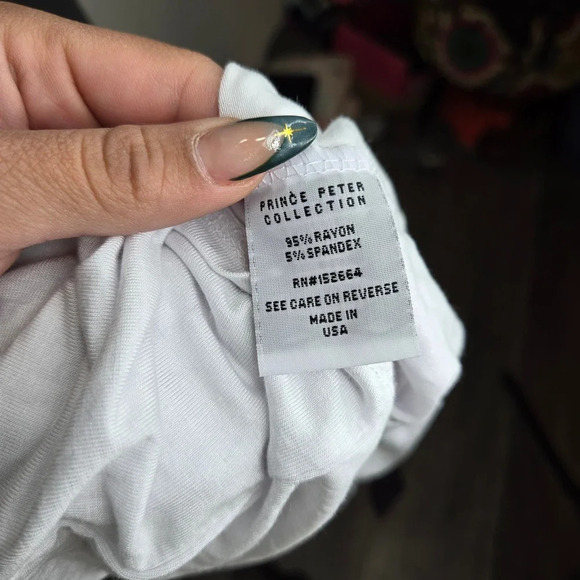 PRINCE PETER
COLLECTION
95% RAYON
5% SPANDEX
RN#152664
SEE CARE ON REVERSE
MADE IN
USA